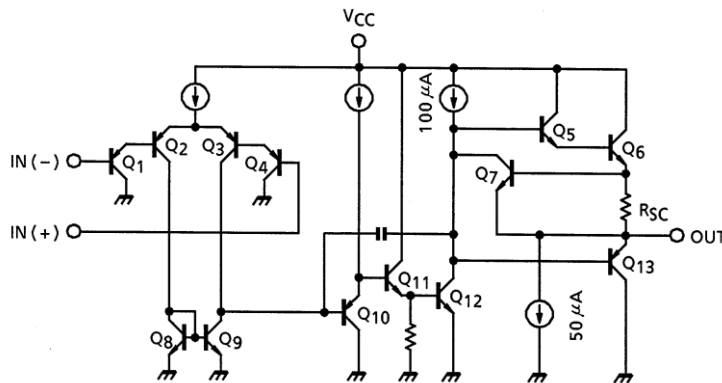 VCC
100 μA
Q5
Q6
Q2
Q3
Q4
Q7
IN (−)
Q1
RSC
IN (+)
OUT
Q11
Q13
Q10
Q12
Q8
Q9
50 μA